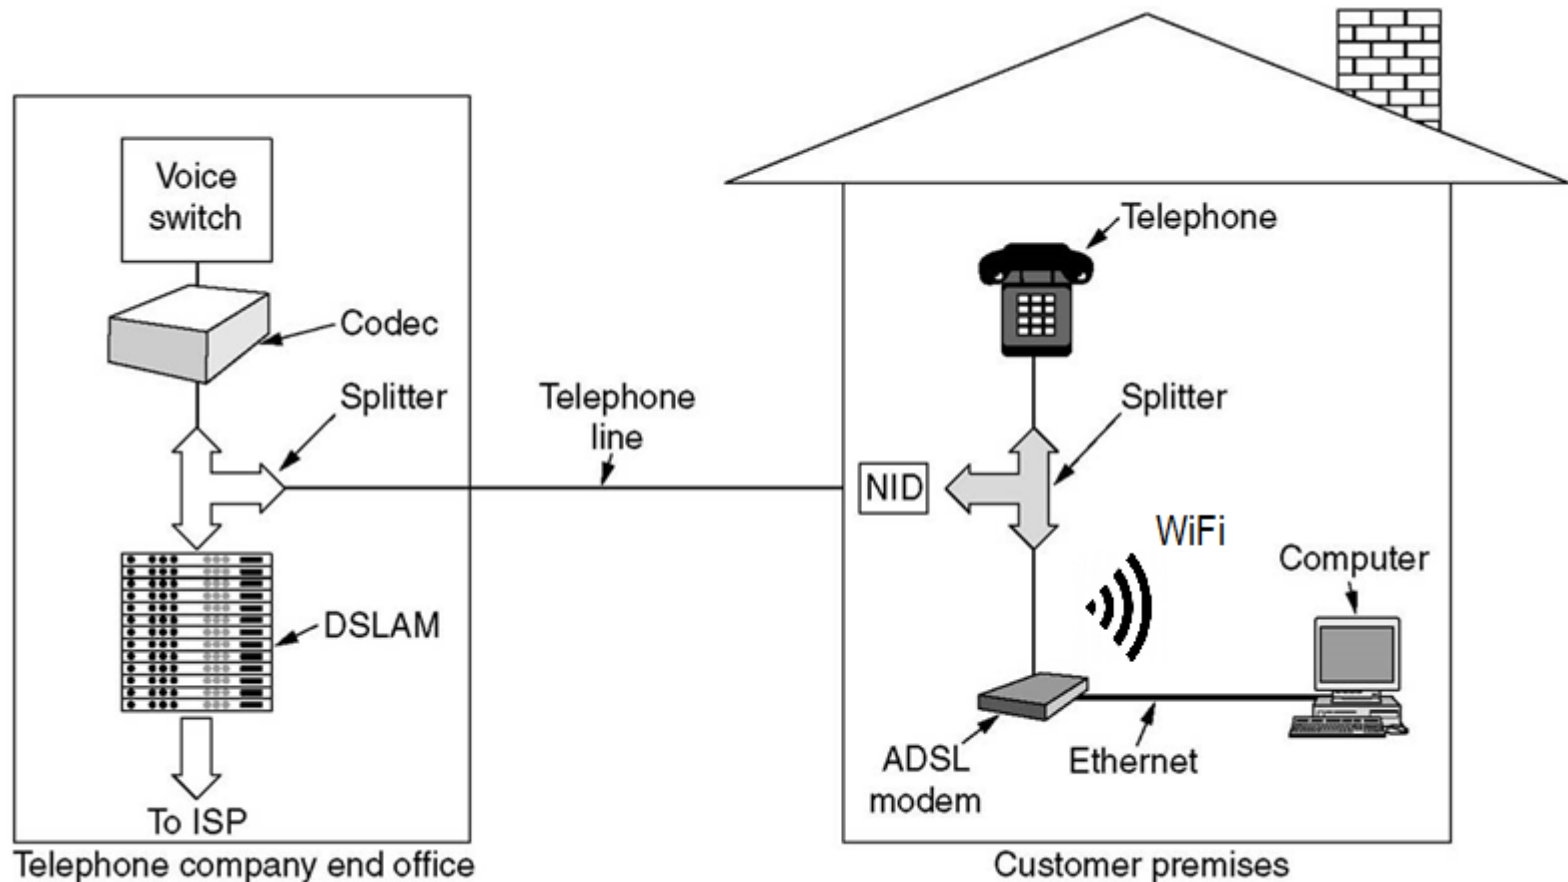 Voice
switch
Codec
Splitter
DSLAM
To ISP
Telephone company end office
Telephone
line
Telephone
Splitter
NID
WiFi
Computer
ADSL
modem
Ethernet
Customer premises